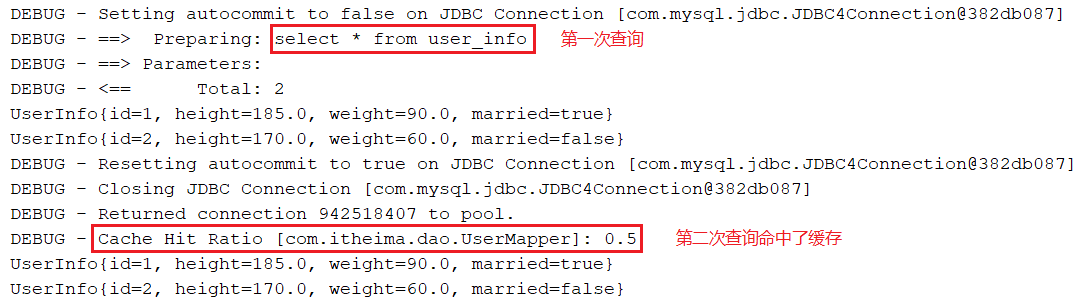 DEBUG - Setting autocommit to false on JDBC Connection [com.mysql.jdbc.JDBC4Connection@382db087]
DEBUG - ==>  Preparing: select * from user_info 第一次查询
DEBUG - ==> Parameters:
DEBUG - <==      Total: 2
UserInfo{id=1, height=185.0, weight=90.0, married=true}
UserInfo{id=2, height=170.0, weight=60.0, married=false}
DEBUG - Resetting autocommit to true on JDBC Connection [com.mysql.jdbc.JDBC4Connection@382db087]
DEBUG - Closing JDBC Connection [com.mysql.jdbc.JDBC4Connection@382db087]
DEBUG - Returned connection 942518407 to pool.
DEBUG - Cache Hit Ratio [com.itheima.dao.UserMapper]: 0.5 第二次查询命中了缓存
UserInfo{id=1, height=185.0, weight=90.0, married=true}
UserInfo{id=2, height=170.0, weight=60.0, married=false}